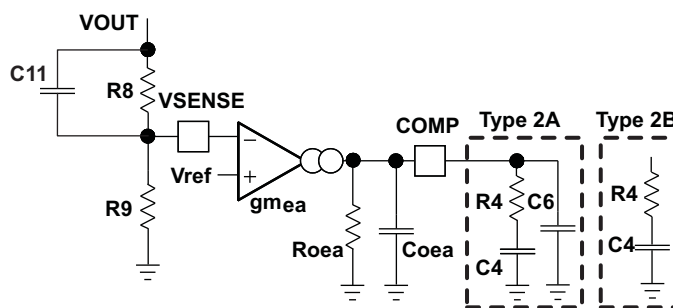 VOUT
C11
R8
VSENSE
COMP
Type 2A
Type 2B
Vref
−
+
gmea
R9
Roea
Coea
R4
C6
C4
R4
C4